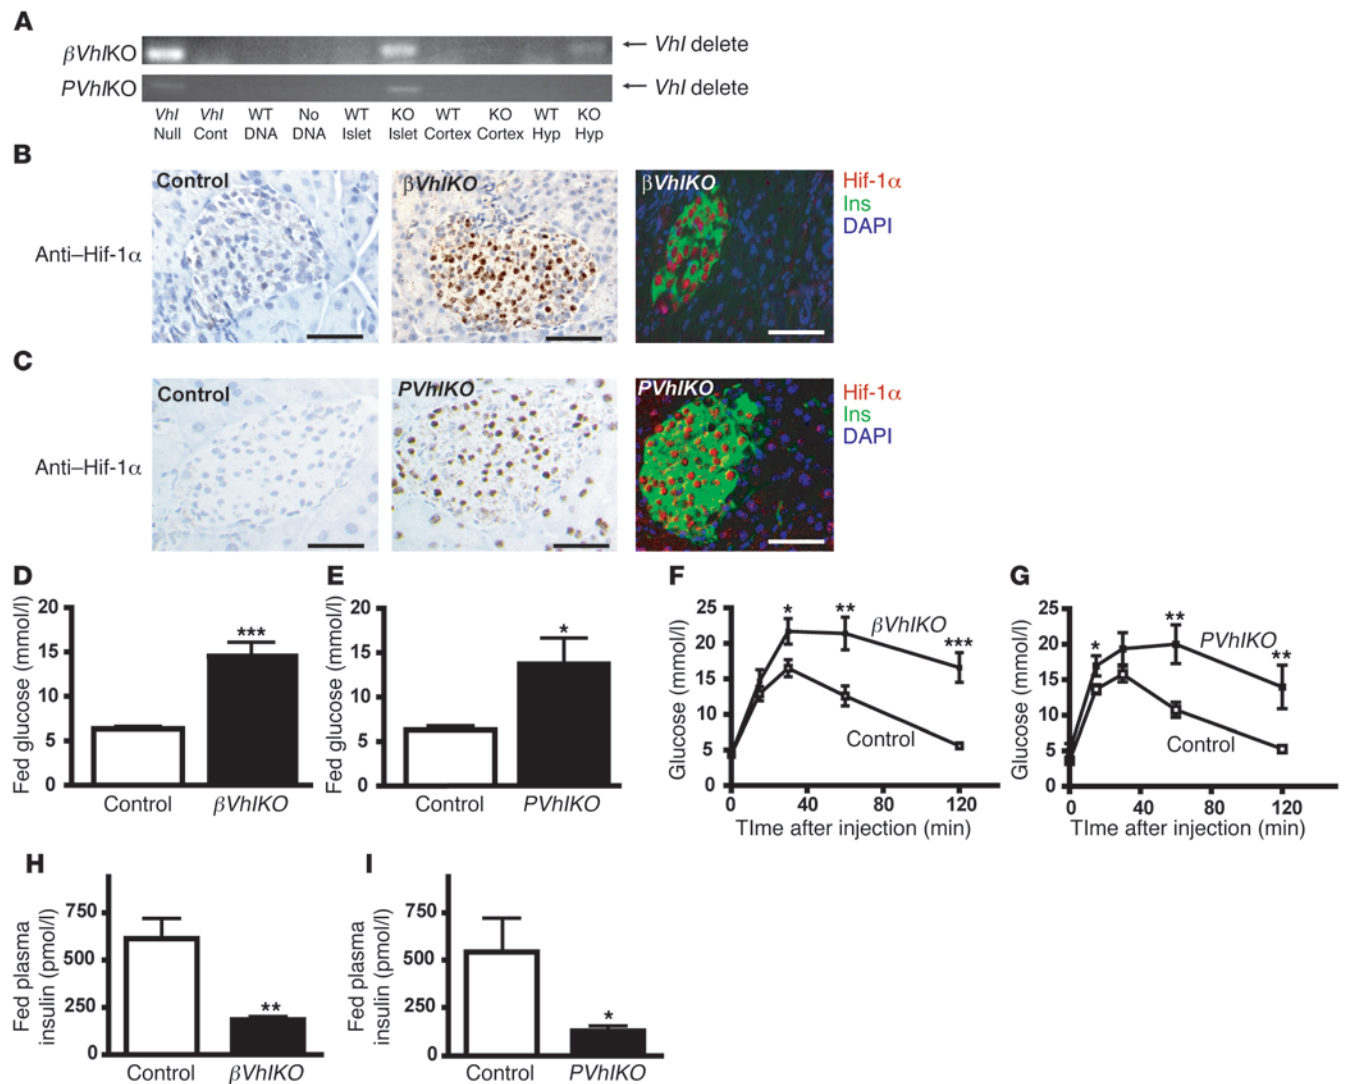 A
βVhlKO
← Vhl delete
PVhlKO
← Vhl delete
Vhl Null
Vhl Cont
WT DNA
No DNA
WT Islet
KO Islet
WT Cortex
KO Cortex
WT Hyp
KO Hyp
B
Anti–Hif-1α
Control
βVhlKO
βVhlKO
Hif-1α
Ins
DAPI
C
Anti–Hif-1α
Control
PVhlKO
PVhlKO
Hif-1α
Ins
DAPI
D
Fed glucose (mmol/l)
20
15
10
5
0
***
Control
βVhlKO
E
Fed glucose (mmol/l)
20
15
10
5
0
*
Control
PVhlKO
F
Glucose (mmol/l)
25
20
15
10
5
0
*
**
***
βVhlKO
Control
0 40 80 120
TIme after injection (min)
G
Glucose (mmol/l)
25
20
15
10
5
0
*
**
**
PVhlKO
Control
0 40 80 120
TIme after injection (min)
H
Fed plasma
insulin (pmol/l)
750
500
250
0
**
Control
βVhlKO
I
Fed plasma
insulin (pmol/l)
750
500
250
0
*
Control
PVhlKO